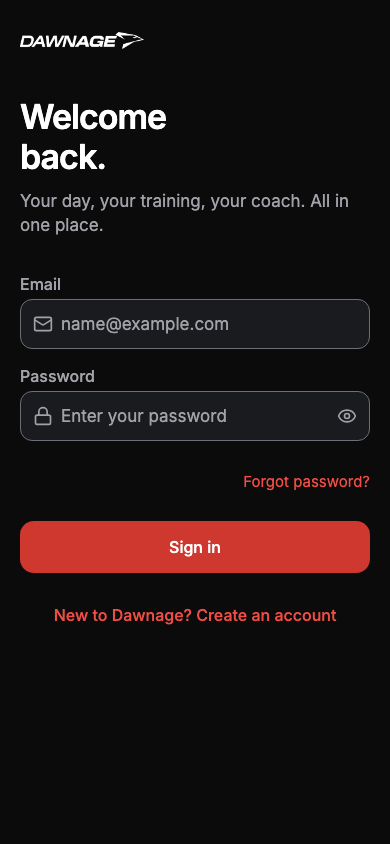 DAWNAGE
Welcome
back.
Your day, your training, your coach. All in
one place.
Email
name@example.com
Password
Enter your password
Forgot password?
Sign in
New to Dawnage? Create an account